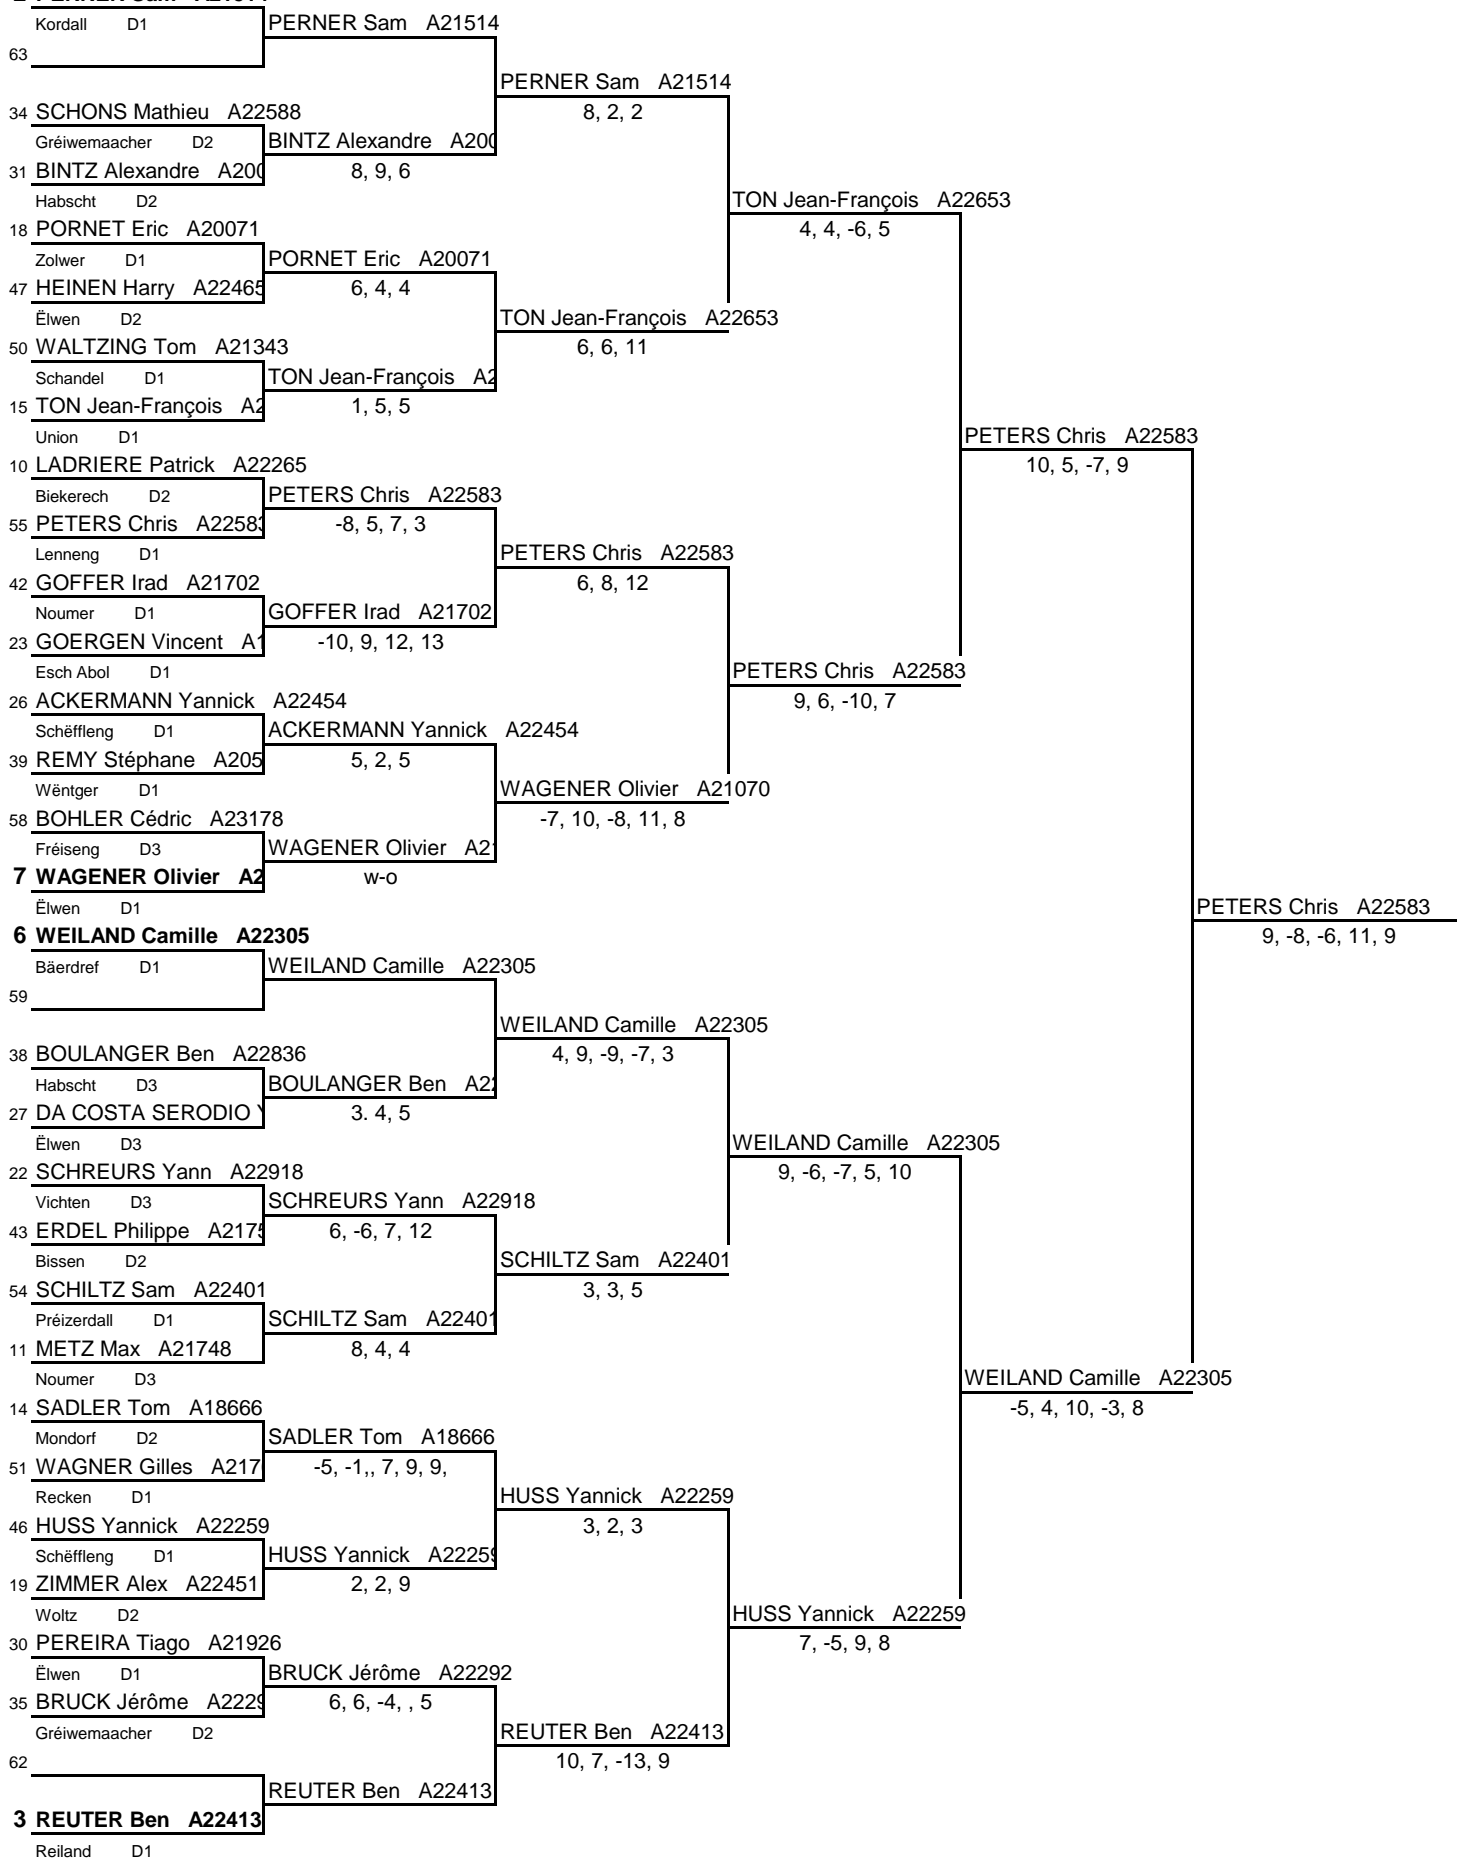 Kordall D1
PERNER Sam A21514
63
PERNER Sam A21514
34 SCHONS Mathieu A22588
8, 2, 2
Gréiwemaacher D2
BINTZ Alexandre A200
31 BINTZ Alexandre A200
8, 9, 6
Habscht D2
TON Jean-François A22653
18 PORNET Eric A20071
4, 4, -6, 5
Zolwer D1
PORNET Eric A20071
47 HEINEN Harry A22465
6, 4, 4
Ëlwen D2
TON Jean-François A22653
50 WALTZING Tom A21343
6, 6, 11
Schandel D1
TON Jean-François A2
15 TON Jean-François A2
1, 5, 5
Union D1
PETERS Chris A22583
10 LADRIERE Patrick A22265
10, 5, -7, 9
Biekerech D2
PETERS Chris A22583
55 PETERS Chris A22583
-8, 5, 7, 3
Lenneng D1
PETERS Chris A22583
42 GOFFER Irad A21702
6, 8, 12
Noumer D1
GOFFER Irad A21702
23 GOERGEN Vincent A1
-10, 9, 12, 13
Esch Abol D1
PETERS Chris A22583
26 ACKERMANN Yannick A22454
9, 6, -10, 7
Schëffleng D1
ACKERMANN Yannick A22454
39 REMY Stéphane A205
5, 2, 5
Wëntger D1
WAGENER Olivier A21070
58 BOHLER Cédric A23178
-7, 10, -8, 11, 8
Fréiseng D3
WAGENER Olivier A21
7 WAGENER Olivier A2
w-o
Ëlwen D1
PETERS Chris A22583
6 WEILAND Camille A22305
9, -8, -6, 11, 9
Bäerdref D1
WEILAND Camille A22305
59
WEILAND Camille A22305
38 BOULANGER Ben A22836
4, 9, -9, -7, 3
Habscht D3
BOULANGER Ben A22
27 DA COSTA SERODIO Y
3. 4, 5
Ëlwen D3
WEILAND Camille A22305
22 SCHREURS Yann A22918
9, -6, -7, 5, 10
Vichten D3
SCHREURS Yann A22918
43 ERDEL Philippe A2175
6, -6, 7, 12
Bissen D2
SCHILTZ Sam A22401
54 SCHILTZ Sam A22401
3, 3, 5
Préizerdall D1
SCHILTZ Sam A22401
11 METZ Max A21748
8, 4, 4
Noumer D3
WEILAND Camille A22305
14 SADLER Tom A18666
-5, 4, 10, -3, 8
Mondorf D2
SADLER Tom A18666
51 WAGNER Gilles A217
-5, -1,, 7, 9, 9,
Recken D1
HUSS Yannick A22259
46 HUSS Yannick A22259
3, 2, 3
Schëffleng D1
HUSS Yannick A22259
19 ZIMMER Alex A22451
2, 2, 9
Woltz D2
HUSS Yannick A22259
30 PEREIRA Tiago A21926
7, -5, 9, 8
Ëlwen D1
BRUCK Jérôme A22292
35 BRUCK Jérôme A2229
6, 6, -4, , 5
Gréiwemaacher D2
REUTER Ben A22413
62
10, 7, -13, 9
REUTER Ben A22413
3 REUTER Ben A22413
Reiland D1